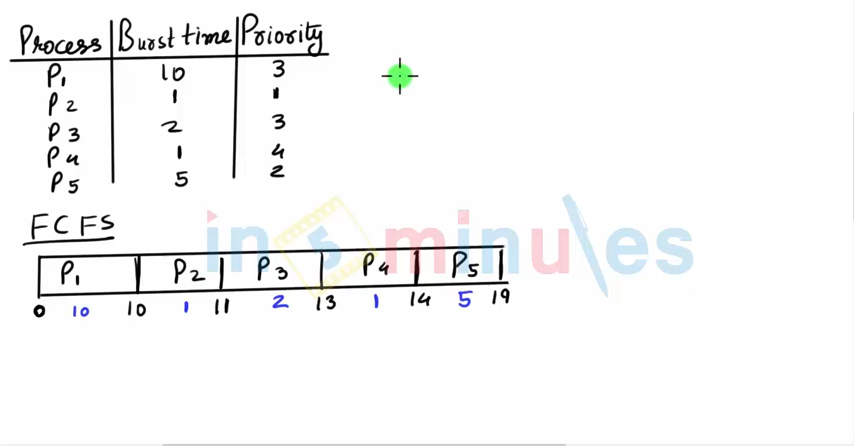 Process Burst time Priority
P1 10 3
P2 1 1
P3 2 3
P4 1 4
P5 5 2
FCFS
in 5 minutes
P1 P2 P3 P4 P5
0 10 10 1 11 2 13 1 14 5 19